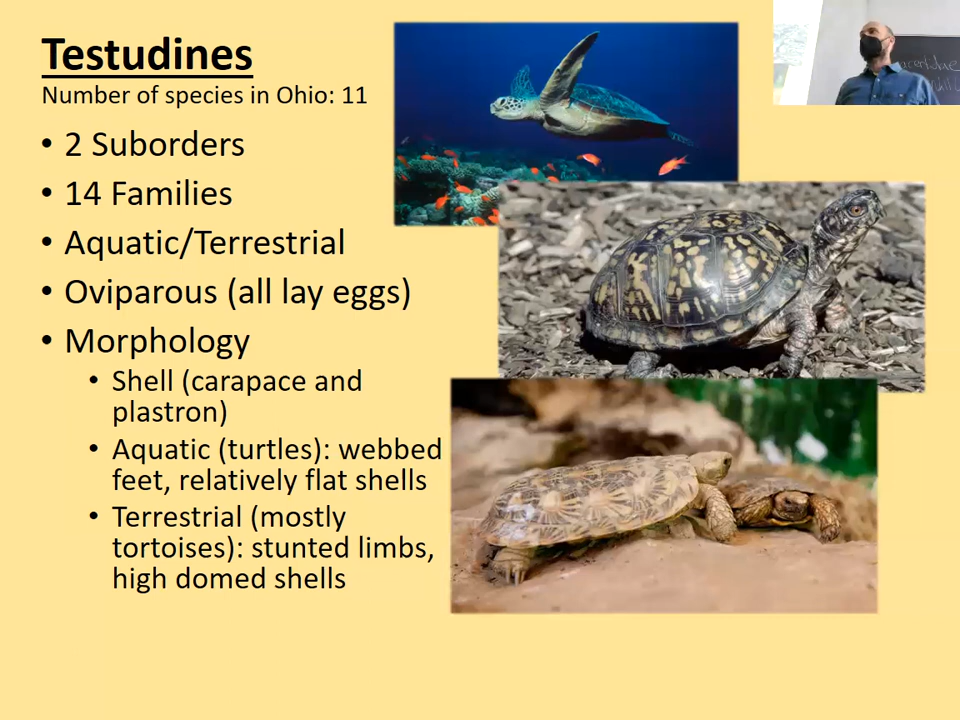 Testudines
Number of species in Ohio: 11
• 2 Suborders
• 14 Families
• Aquatic/Terrestrial
• Oviparous (all lay eggs)
• Morphology
• Shell (carapace and
plastron)
• Aquatic (turtles): webbed
feet, relatively flat shells
• Terrestrial (mostly
tortoises): stunted limbs,
high domed shells